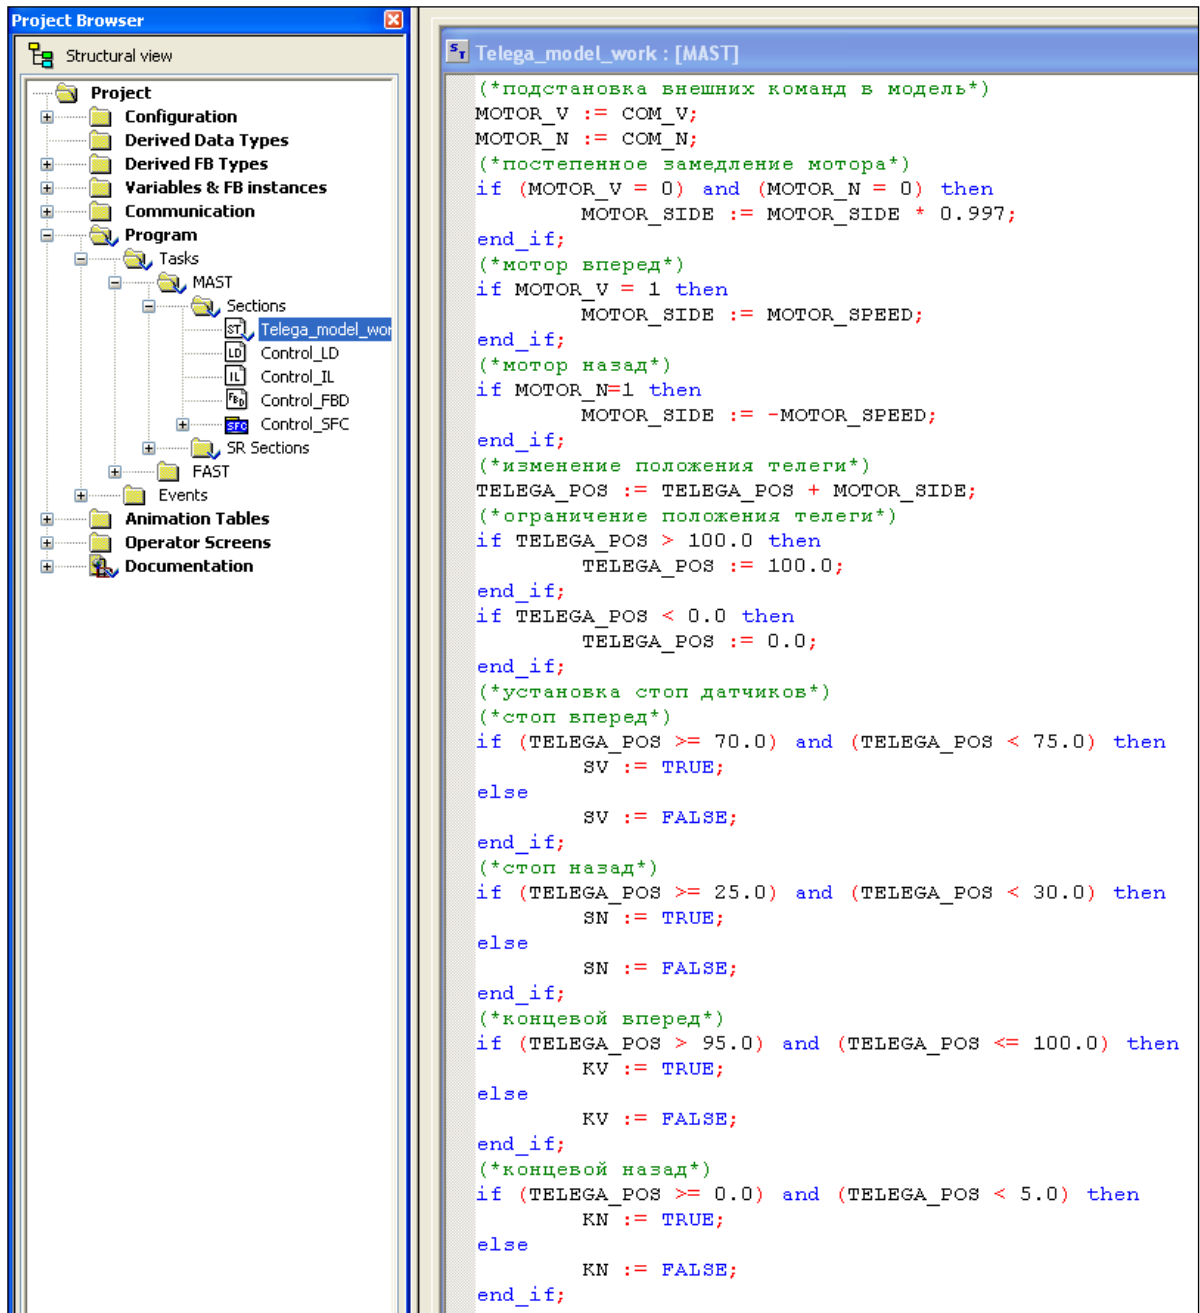 Project Browser
Structural view
Project
Configuration
Derived Data Types
Derived FB Types
Variables & FB instances
Communication
Program
Tasks
MAST
Sections
ST Telega_model_wor
LD Control_LD
IL Control_IL
FBD Control_FBD
SFC Control_SFC
SR Sections
FAST
Events
Animation Tables
Operator Screens
Documentation
ST Telega_model_work : [MAST]
(*подстановка внешних команд в модель*)
MOTOR_V := COM_V;
MOTOR_N := COM_N;
(*постепенное замедление мотора*)
if (MOTOR_V = 0) and (MOTOR_N = 0) then
MOTOR_SIDE := MOTOR_SIDE * 0.997;
end_if;
(*мотор вперед*)
if MOTOR_V = 1 then
MOTOR_SIDE := MOTOR_SPEED;
end_if;
(*мотор назад*)
if MOTOR_N=1 then
MOTOR_SIDE := -MOTOR_SPEED;
end_if;
(*изменение положения телеги*)
TELEGA_POS := TELEGA_POS + MOTOR_SIDE;
(*ограничение положения телеги*)
if TELEGA_POS > 100.0 then
TELEGA_POS := 100.0;
end_if;
if TELEGA_POS < 0.0 then
TELEGA_POS := 0.0;
end_if;
(*установка стоп датчиков*)
(*стоп вперед*)
if (TELEGA_POS >= 70.0) and (TELEGA_POS < 75.0) then
SV := TRUE;
else
SV := FALSE;
end_if;
(*стоп назад*)
if (TELEGA_POS >= 25.0) and (TELEGA_POS < 30.0) then
SN := TRUE;
else
SN := FALSE;
end_if;
(*концевой вперед*)
if (TELEGA_POS > 95.0) and (TELEGA_POS <= 100.0) then
KV := TRUE;
else
KV := FALSE;
end_if;
(*концевой назад*)
if (TELEGA_POS >= 0.0) and (TELEGA_POS < 5.0) then
KN := TRUE;
else
KN := FALSE;
end_if;